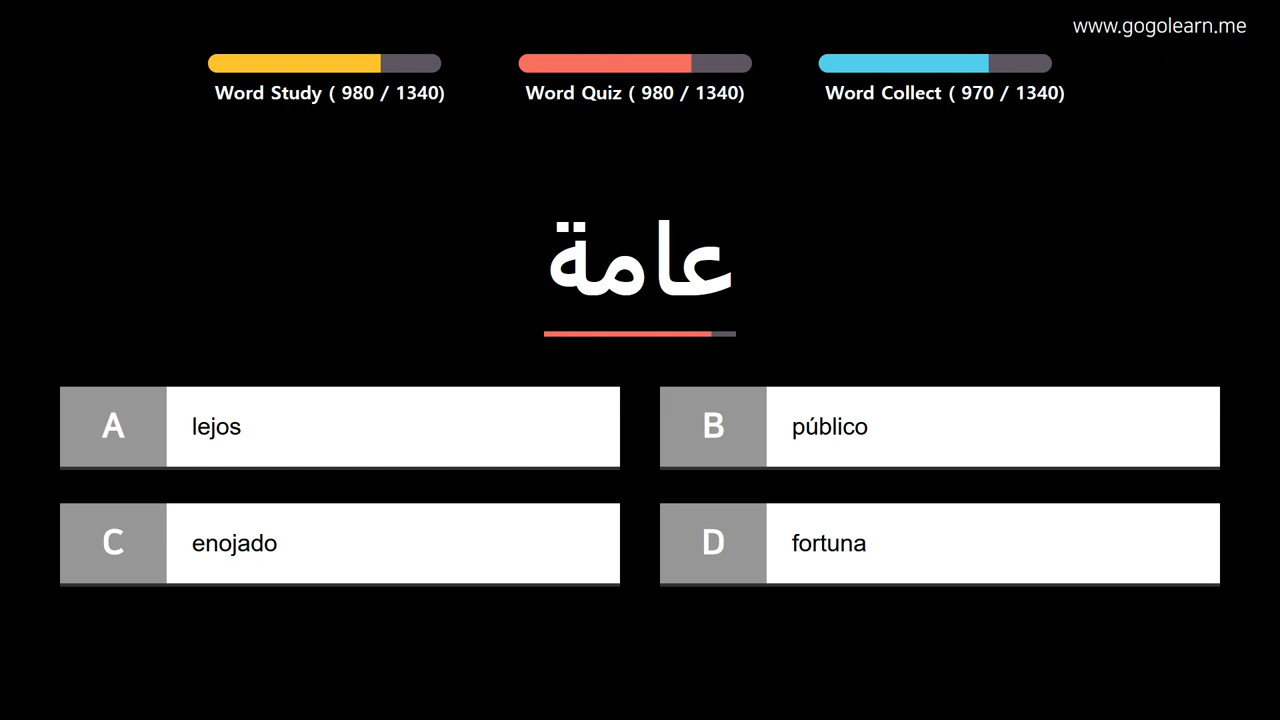 www.gogolearn.me
Word Study ( 980 / 1340)
Word Quiz ( 980 / 1340)
Word Collect ( 970 / 1340)
عامة
A lejos
B público
C enojado
D fortuna